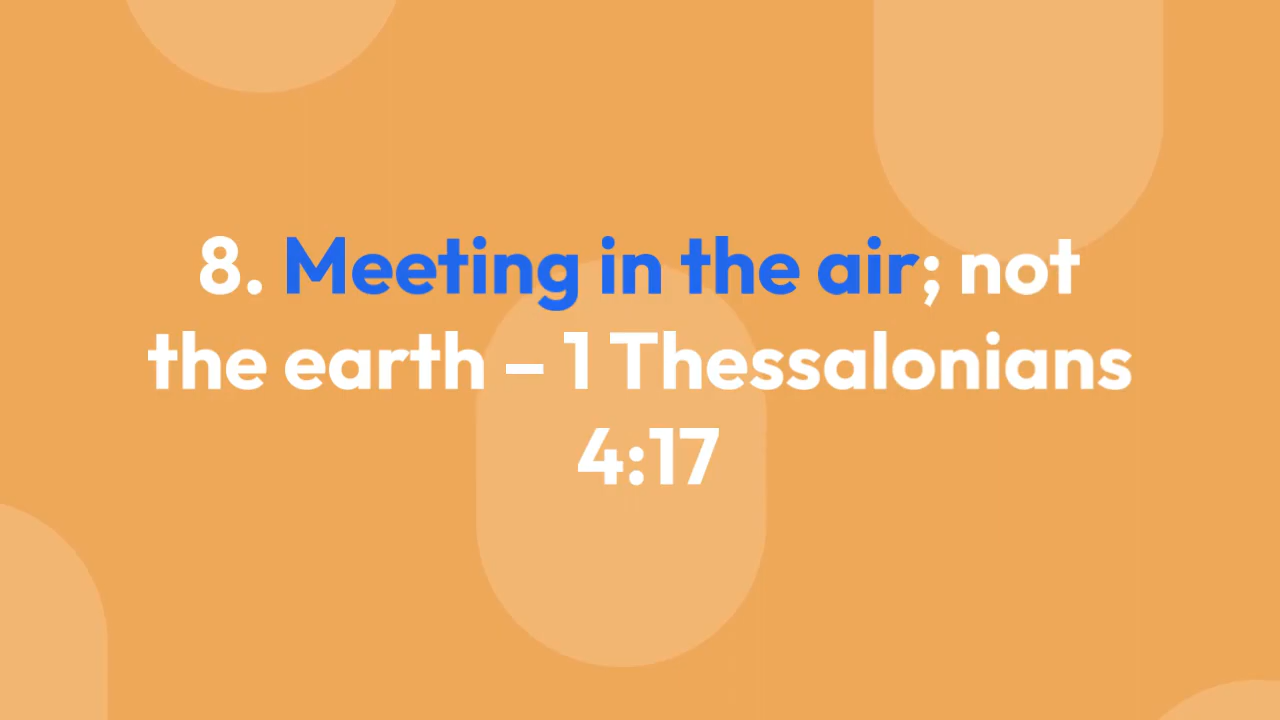 8. Meeting in the air; not
the earth – 1 Thessalonians
4:17